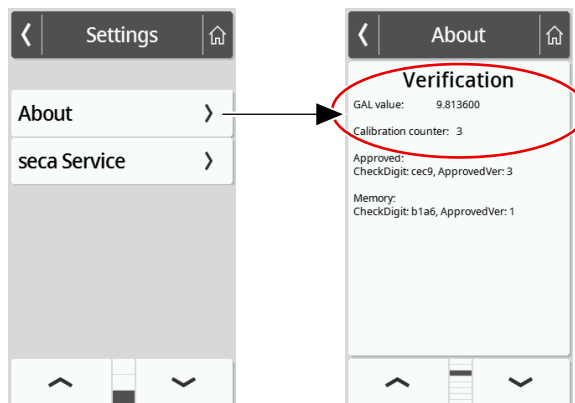 Settings
About
seca Service
About
Verification
GAL value: 9.813600
Calibration counter: 3
Approved:
CheckDigit: cec9, ApprovedVer: 3
Memory:
CheckDigit: b1a6, ApprovedVer: 1